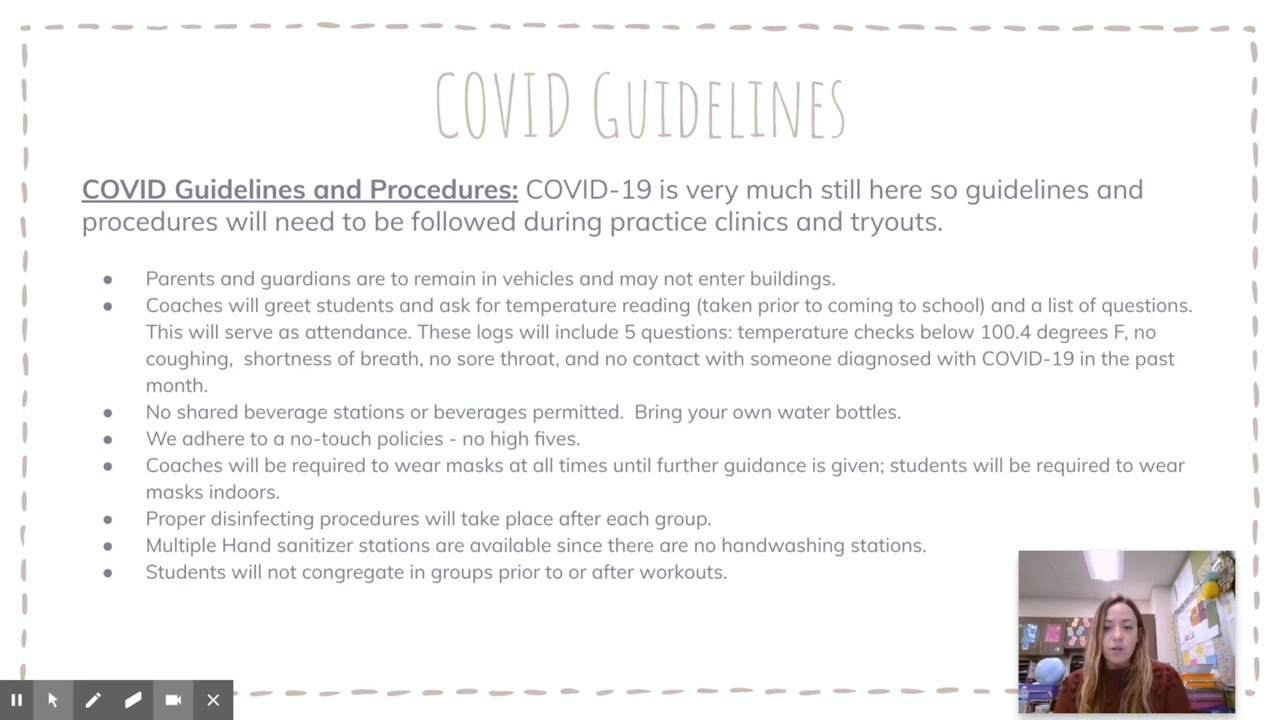 COVID GUIDELINES
COVID Guidelines and Procedures: COVID-19 is very much still here so guidelines and
procedures will need to be followed during practice clinics and tryouts.
● Parents and guardians are to remain in vehicles and may not enter buildings.
● Coaches will greet students and ask for temperature reading (taken prior to coming to school) and a list of questions.
This will serve as attendance. These logs will include 5 questions: temperature checks below 100.4 degrees F, no
coughing,  shortness of breath, no sore throat, and no contact with someone diagnosed with COVID-19 in the past
month.
● No shared beverage stations or beverages permitted.  Bring your own water bottles.
● We adhere to a no-touch policies - no high fives.
● Coaches will be required to wear masks at all times until further guidance is given; students will be required to wear
masks indoors.
● Proper disinfecting procedures will take place after each group.
● Multiple Hand sanitizer stations are available since there are no handwashing stations.
● Students will not congregate in groups prior to or after workouts.